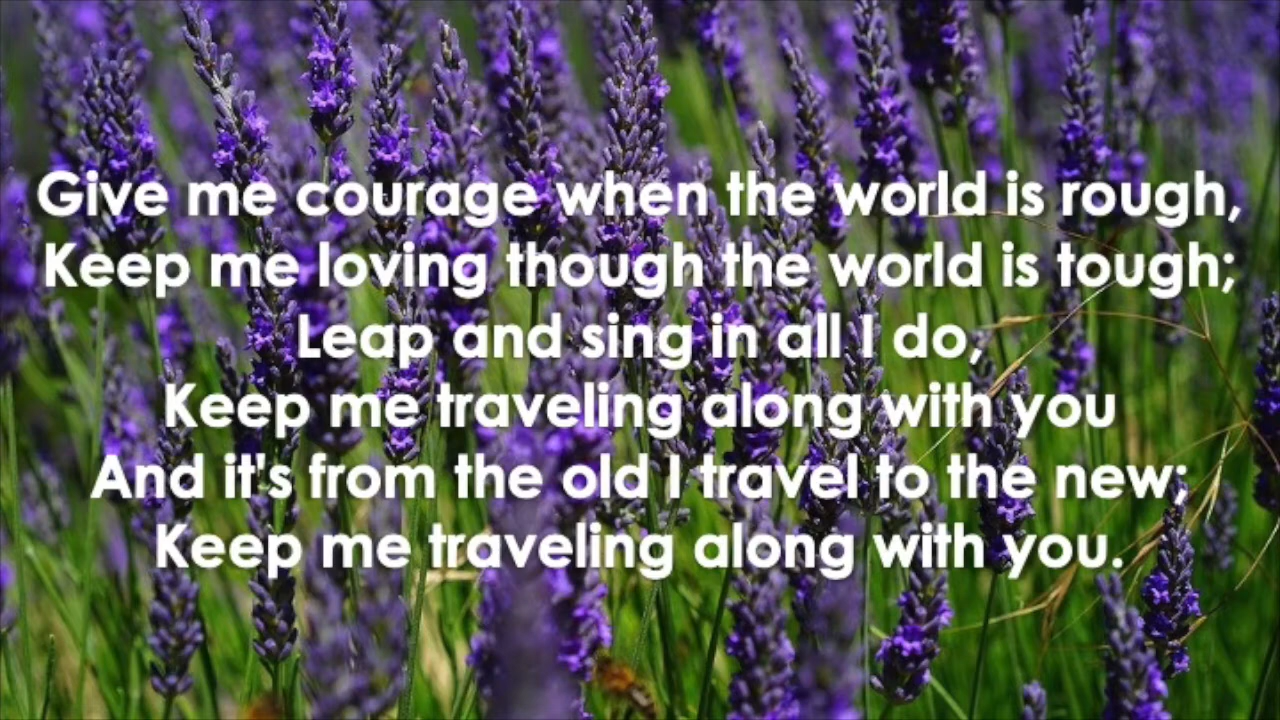 Give me courage when the world is rough,
Keep me loving though the world is tough;
Leap and sing in all I do,
Keep me traveling along with you
And it's from the old I travel to the new;
Keep me traveling along with you.